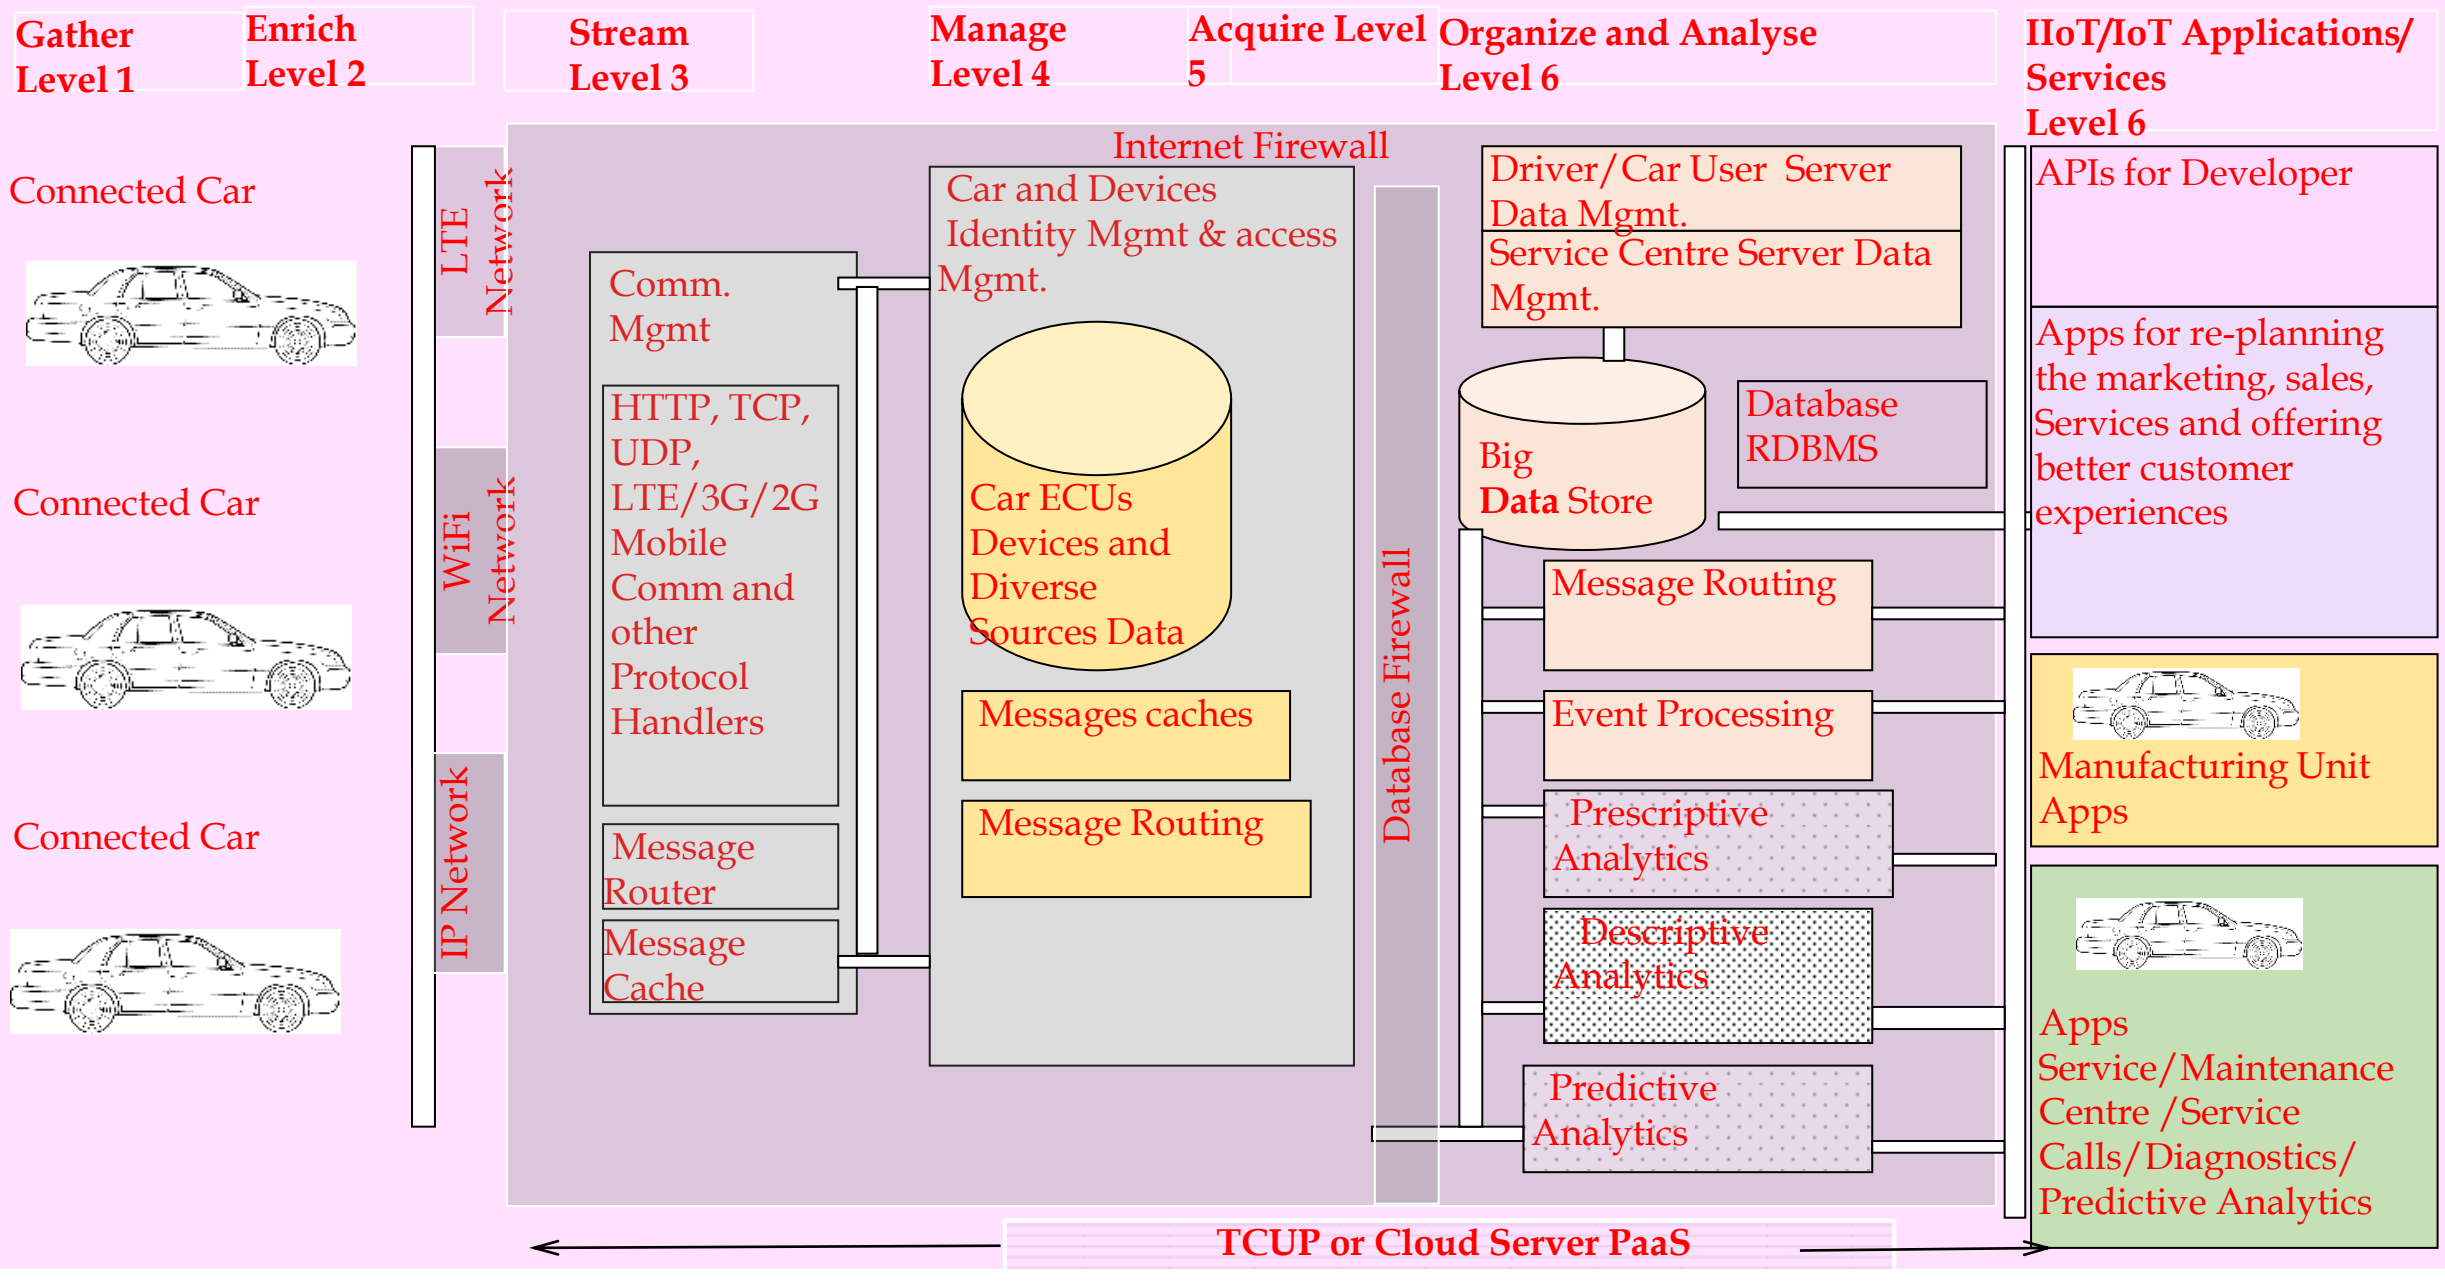 Gather
Level 1
Enrich
Level 2
Stream
Level 3
Manage
Level 4
Acquire Level
5
Organize and Analyse
Level 6
IIoT/IoT Applications/
Services
Level 6
Connected Car
Connected Car
Connected Car
LTE
Network
WiFi
Network
IP Network
Internet Firewall
Comm.
Mgmt
HTTP, TCP,
UDP,
LTE/3G/2G
Mobile
Comm and
other
Protocol
Handlers
Message
Router
Message
Cache
Car and Devices
Identity Mgmt & access
Mgmt.
Car ECUs
Devices and
Diverse
Sources Data
Messages caches
Message Routing
Database Firewall
Driver/Car User Server
Data Mgmt.
Service Centre Server Data
Mgmt.
Big
Data Store
Database
RDBMS
Message Routing
Event Processing
Prescriptive
Analytics
Descriptive
Analytics
Predictive
Analytics
APIs for Developer
Apps for re-planning
the marketing, sales,
Services and offering
better customer
experiences
Manufacturing Unit
Apps
Apps
Service/Maintenance
Centre /Service
Calls/Diagnostics/
Predictive Analytics
TCUP or Cloud Server PaaS